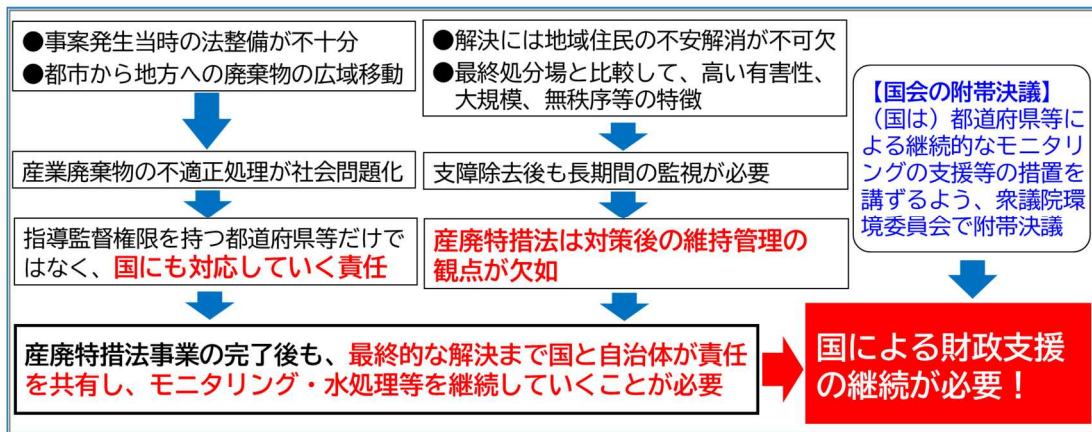 ●事案発生当時の法整備が不十分
●都市から地方への廃棄物の広域移動
産業廃棄物の不適正処理が社会問題化
指導監督権限を持つ都道府県等だけで
はなく、国にも対応していく責任
●解決には地域住民の不安解消が不可欠
●最終処分場と比較して、高い有害性、
大規模、無秩序等の特徴
支障除去後も長期間の監視が必要
産廃特措法は対策後の維持管理の
観点が欠如
【国会の附帯決議】
（国は）都道府県等に
よる継続的なモニタリ
ングの支援等の措置を
講ずるよう、衆議院環
境委員会で附帯決議
産廃特措法事業の完了後も、最終的な解決まで国と自治体が責任
を共有し、モニタリング・水処理等を継続していくことが必要
国による財政支援
の継続が必要！